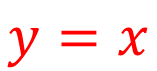 y = x